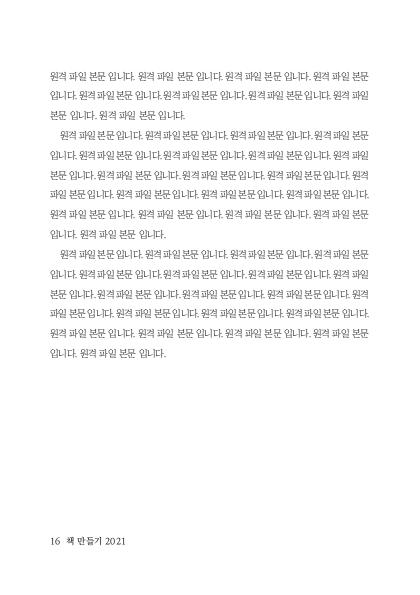 원격 파일 본문 입니다. 원격 파일 본문 입니다. 원격 파일 본문 입니다. 원격 파일 본문
입니다. 원격 파일 본문 입니다. 원격 파일 본문 입니다. 원격 파일 본문 입니다. 원격 파일
본문 입니다. 원격 파일 본문 입니다.
원격 파일 본문 입니다. 원격 파일 본문 입니다. 원격 파일 본문 입니다. 원격 파일 본문
입니다. 원격 파일 본문 입니다. 원격 파일 본문 입니다. 원격 파일 본문 입니다. 원격 파일
본문 입니다. 원격 파일 본문 입니다. 원격 파일 본문 입니다. 원격 파일 본문 입니다. 원격
파일 본문 입니다. 원격 파일 본문 입니다. 원격 파일 본문 입니다. 원격 파일 본문 입니다.
원격 파일 본문 입니다. 원격 파일 본문 입니다. 원격 파일 본문 입니다. 원격 파일 본문
입니다. 원격 파일 본문 입니다.
원격 파일 본문 입니다. 원격 파일 본문 입니다. 원격 파일 본문 입니다. 원격 파일 본문
입니다. 원격 파일 본문 입니다. 원격 파일 본문 입니다. 원격 파일 본문 입니다. 원격 파일
본문 입니다. 원격 파일 본문 입니다. 원격 파일 본문 입니다. 원격 파일 본문 입니다. 원격
파일 본문 입니다. 원격 파일 본문 입니다. 원격 파일 본문 입니다. 원격 파일 본문 입니다.
원격 파일 본문 입니다. 원격 파일 본문 입니다. 원격 파일 본문 입니다. 원격 파일 본문
입니다. 원격 파일 본문 입니다.
16 책 만들기 2021